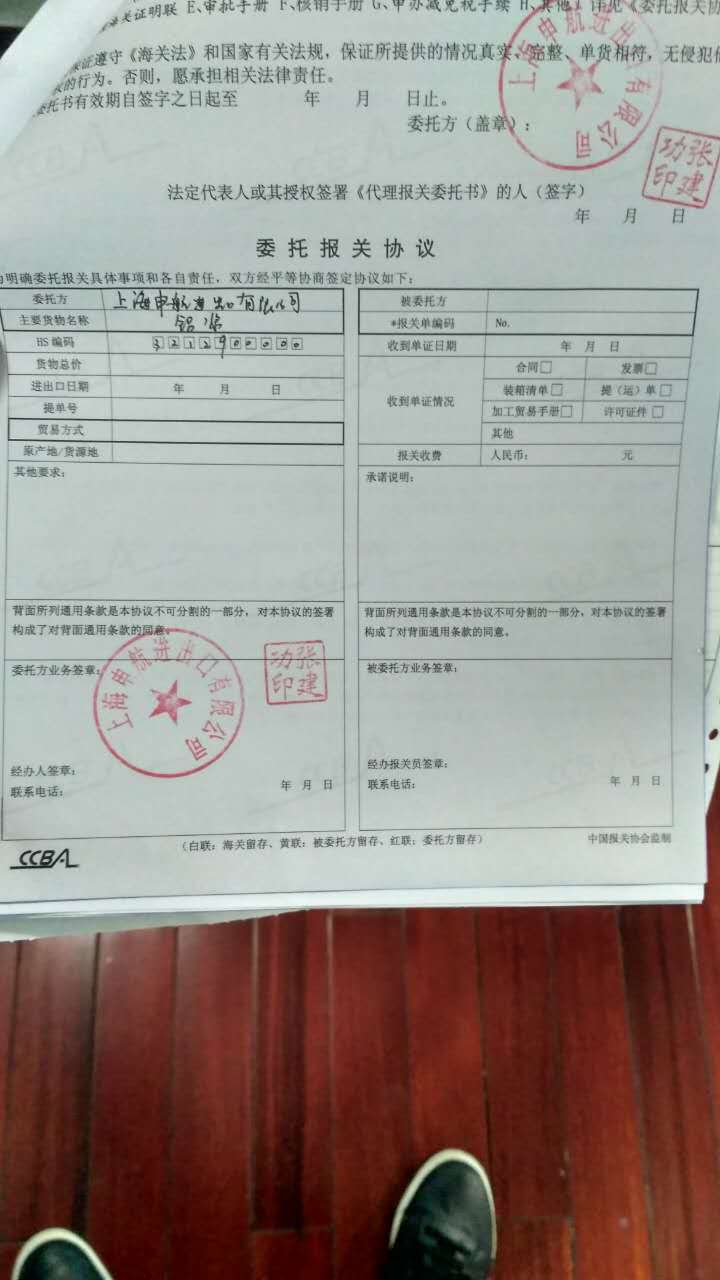 海关证明联 E、审批手册 F、核销手册 G、申办减免税手续 H、其他）详见《委托报关协
保证遵守《海关法》和国家有关法规，保证所提供的情况真实、完整、单货相符，无侵犯
的行为。否则，愿承担相关法律责任。
委托书有效期自签字之日起至 年 月 日止。
委托方（盖章）：
上海申航进出口有限公司
张建功印
法定代表人或其授权签署《代理报关委托书》的人（签字）
年 月 日
委托报关协议
为明确委托报关具体事项和各自责任，双方经平等协商签定协议如下：
委托方 上海申航进出口有限公司
主要货物名称 铝
HS 编码 3212900000
货物总价
进出口日期 年 月 日
提单号
贸易方式
原产地/货源地
其他要求：
背面所列通用条款是本协议不可分割的一部分，对本协议的签署
构成了对背面通用条款的同意。
委托方业务签章：
上海申航进出口有限公司
张建功印
经办人签章：
联系电话： 年 月 日
被委托方
*报关单编码 No.
收到单证日期 年 月 日
收到单证情况
合同□ 发票□
装箱清单□ 提（运）单□
加工贸易手册□ 许可证件□
其他
报关收费 人民币： 元
承诺说明：
背面所列通用条款是本协议不可分割的一部分，对本协议的签署
构成了对背面通用条款的同意。
被委托方业务签章：
经办报关员签章：
联系电话： 年 月 日
CCBA
（白联：海关留存、黄联：被委托方留存、红联：委托方留存）
中国报关协会监制